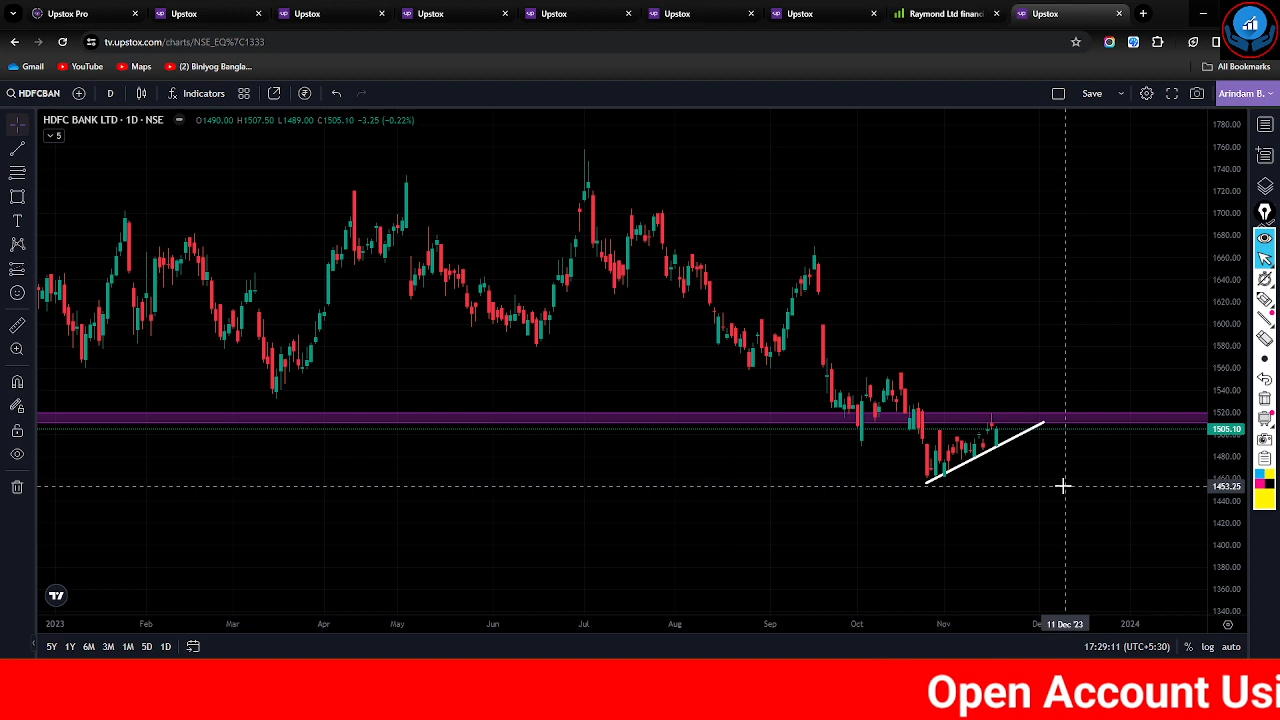 Upstox Pro
Upstox
Upstox
Upstox
Upstox
Upstox
Upstox
Raymond Ltd financ
Upstox
tv.upstox.com/charts/NSE_EQ%7C1333
Gmail
YouTube
Maps
(2) Biniyog Bangla...
All Bookmarks
HDFCBAN
D
Indicators
Save
Arindam B.
HDFC BANK LTD · 1D · NSE
O1490.00 H1507.50 L1489.00 C1505.10 -3.25 (-0.22%)
5
1780.00
1760.00
1740.00
1720.00
1700.00
1680.00
1660.00
1640.00
1620.00
1600.00
1580.00
1560.00
1540.00
1520.00
1505.10
1480.00
1453.25
1440.00
1420.00
1400.00
1380.00
1360.00
1340.00
2023
Feb
Mar
Apr
May
Jun
Jul
Aug
Sep
Oct
Nov
11 Dec '23
2024
5Y 1Y 6M 3M 1M 5D 1D
17:29:11 (UTC+5:30)
% log auto
Open Account Usi